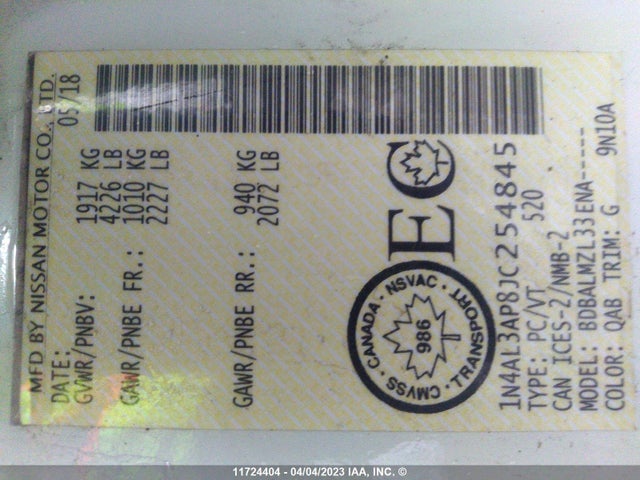 MFD BY NISSAN MOTOR CO., LTD.
DATE: 05/18
GVWR/PNBV: 1917 KG
4226 LB
GAWR/PNBE FR.: 1010 KG
2227 LB
GAWR/PNBE RR.: 940 KG
2072 LB
CANADA · NSVAC · TRANSPORT · CMVSS
986
EC
1N4AL3AP8JC254845
TYPE: PC/VT 520
CAN ICES-2/NMB-2
MODEL: BDBALMZL33ENA-----
COLOR: QAB TRIM: G 9N10A
11724404 - 04/04/2023 IAA, INC. ©